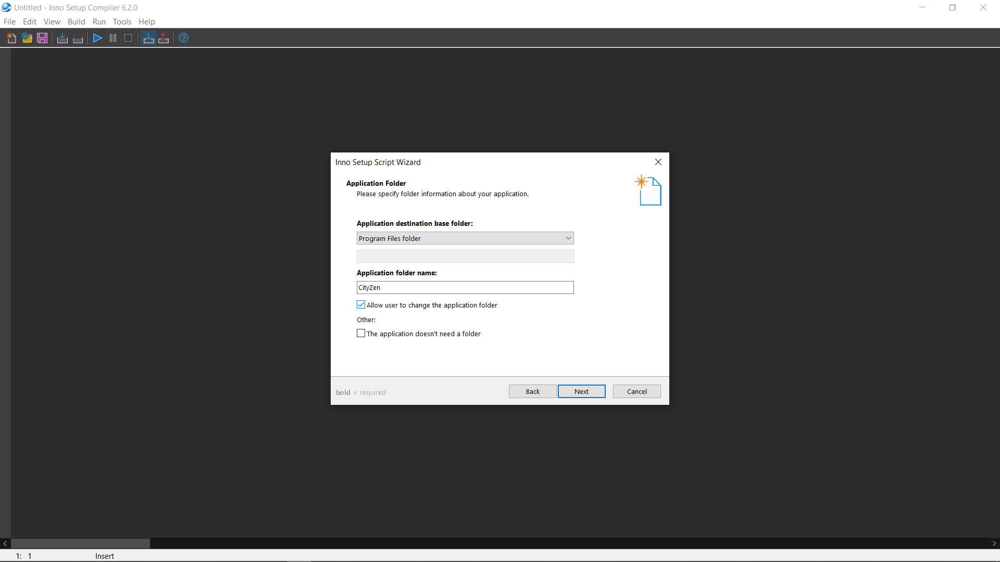 Untitled - Inno Setup Compiler 6.2.0
File Edit View Build Run Tools Help
Inno Setup Script Wizard
Application Folder
Please specify folder information about your application.
Application destination base folder:
Program Files folder
Application folder name:
CityZen
Allow user to change the application folder
Other:
The application doesn't need a folder
bold = required
Back Next Cancel
1: 1 Insert